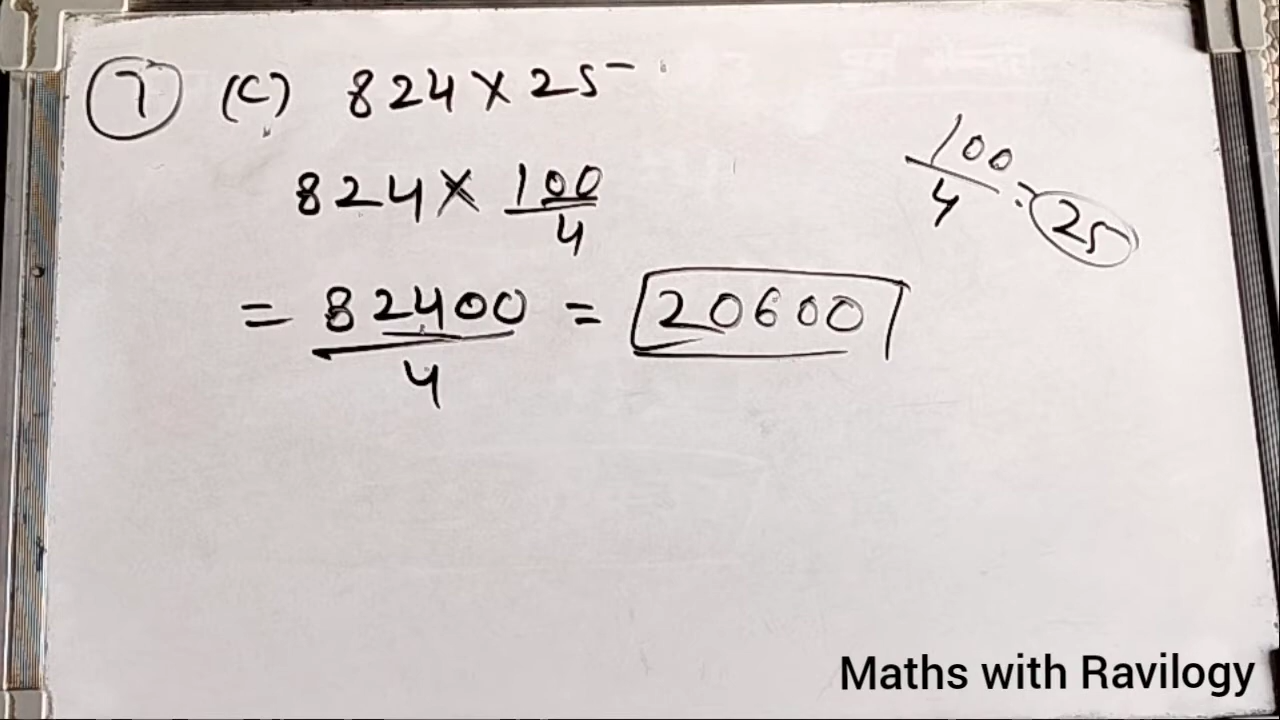 7 (C) 824 × 25
824 × 100/4
100/4 = 25
= 82400/4 = 20600
Maths with Ravilogy